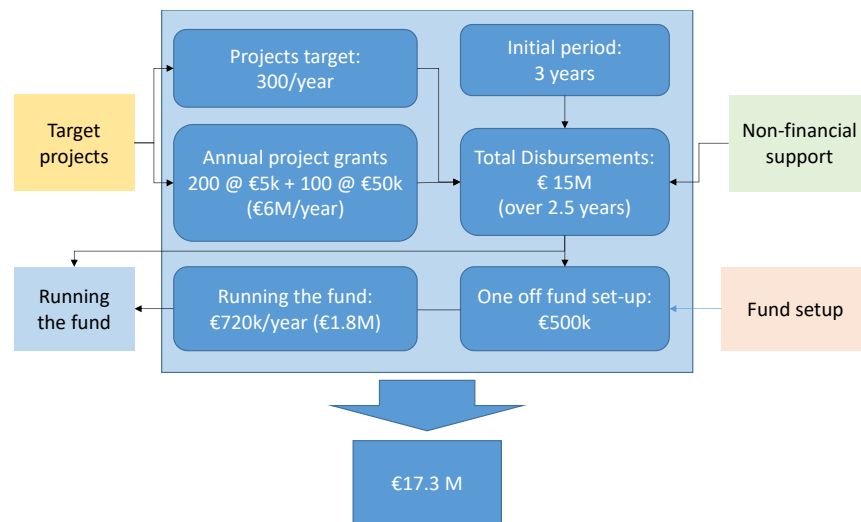 Projects target:
300/year
Initial period:
3 years
Target
projects
Annual project grants
200 @ €5k + 100 @ €50k
(€6M/year)
Total Disbursements:
€ 15M
(over 2.5 years)
Non-financial
support
Running
the fund
Running the fund:
€720k/year (€1.8M)
One off fund set-up:
€500k
Fund setup
€17.3 M